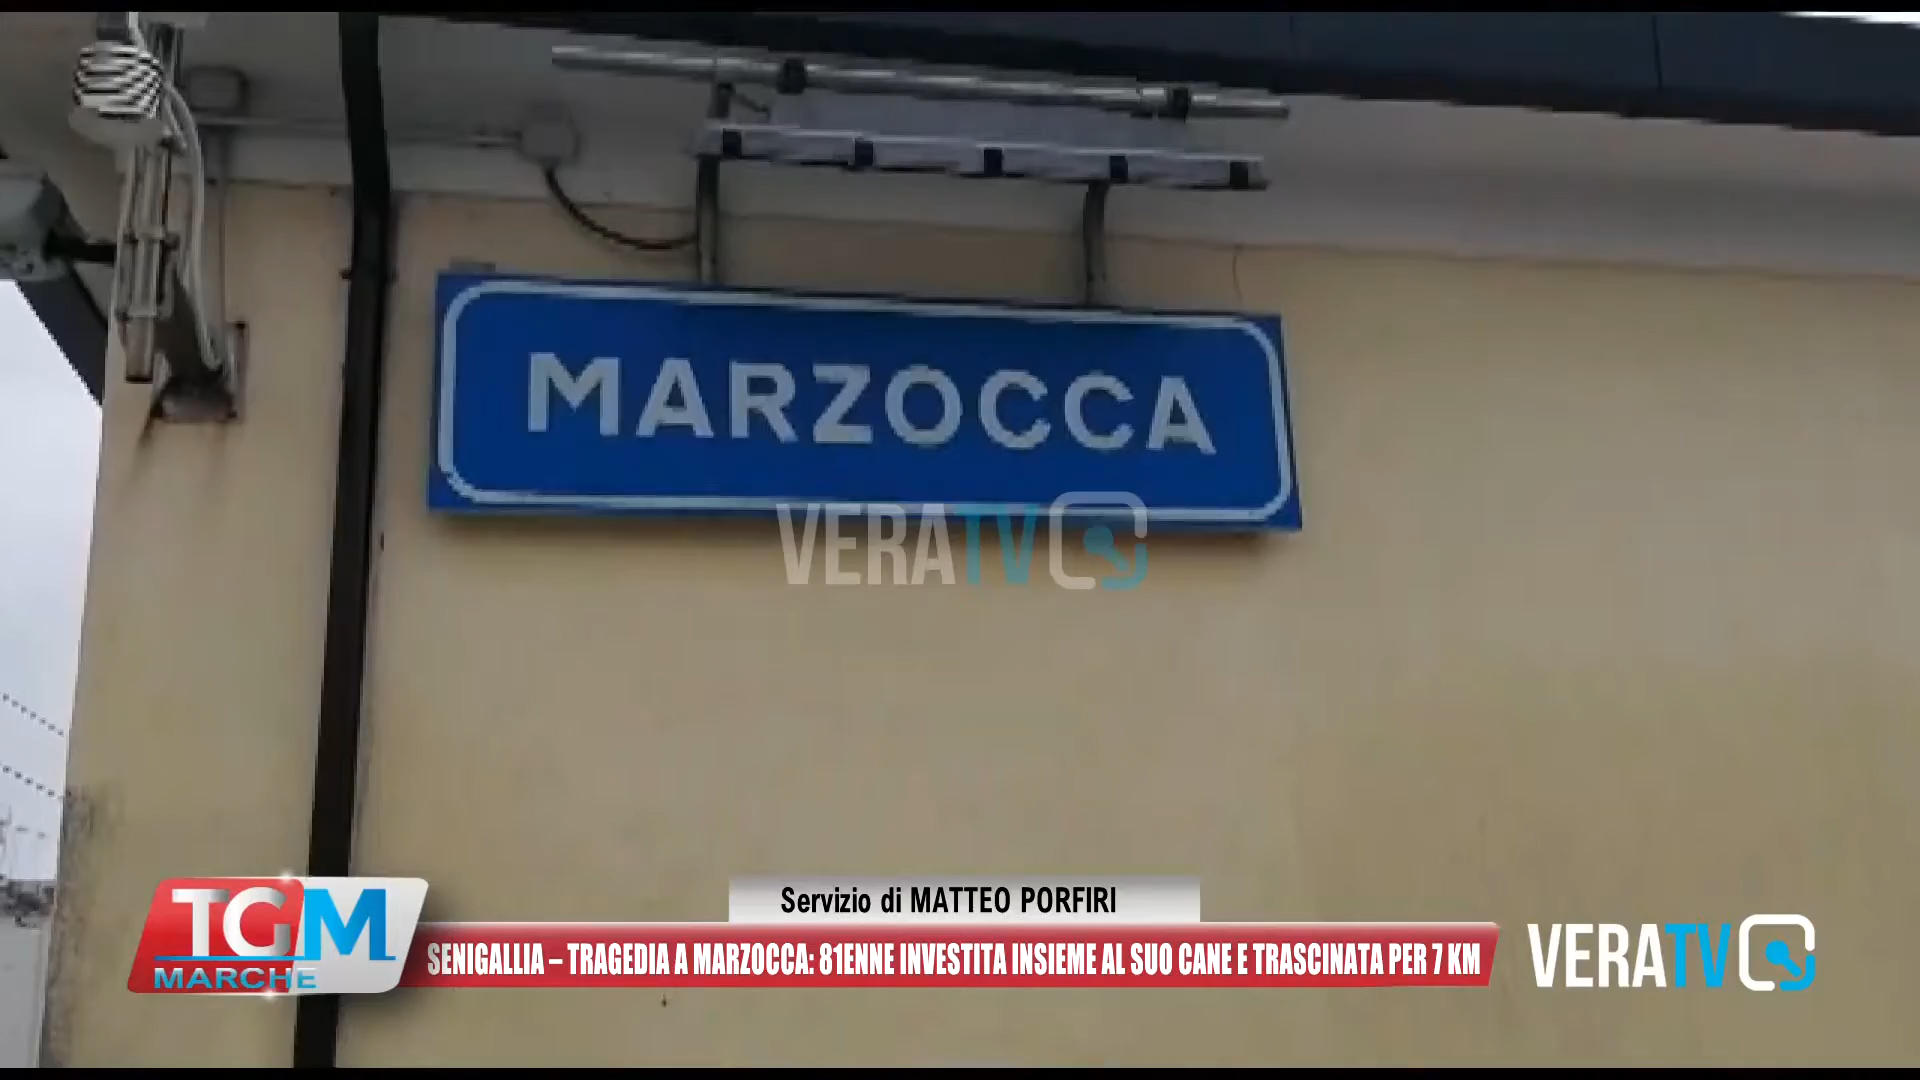 MARZOCCA
VERATV
Servizio di MATTEO PORFIRI
TGM
MARCHE
SENIGALLIA – TRAGEDIA A MARZOCCA: 81ENNE INVESTITA INSIEME AL SUO CANE E TRASCINATA PER 7 KM
VERATV